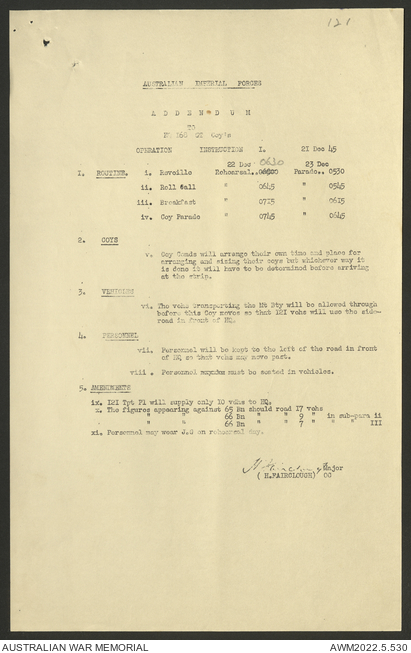 121
AUSTRALIAN IMPERIAL FORCES
A D D E N D U M
TO
OPERATION INSTRUCTION I. 21 Dec 45
22 Dec 0630 23 Dec
1. ROUTINE. i. Reveille Rehearsal.. Parade.. 0530
ii. Roll Call " 0645 " 0545
iii. Breakfast " 0715 " 0615
iv. Coy Parade " 0745 " 0645
2. COYS
v. Coy Comds will arrange their own time and place for
arranging and sizing their coys but whichever way it
is done it will have to be determined before arriving
at the strip.
3. VEHICLES
vi. The vehs transporting the Mt Bty will be allowed through
before this Coy moves so that 121 vehs will use the side-
road in front of HQ.
4. PERSONNEL
vii. Personnel will be kept to the left of the road in front
of HQ so that vehs may move past.
viii. Personnel must be seated in vehicles.
5. AMENDMENTS
ix. 121 Tpt Pl will supply only 10 vehs to HQ.
x. The figures appearing against 65 Bn should read 17 vehs
" " " 66 Bn " " 9 " in sub-para ii
" " " 66 Bn " " 7 " " " III
xi. Personnel may wear J.G on rehearsal day.
Major
(H.FAIRCLOUGH) OC
AUSTRALIAN WAR MEMORIAL
AWM2022.5.530